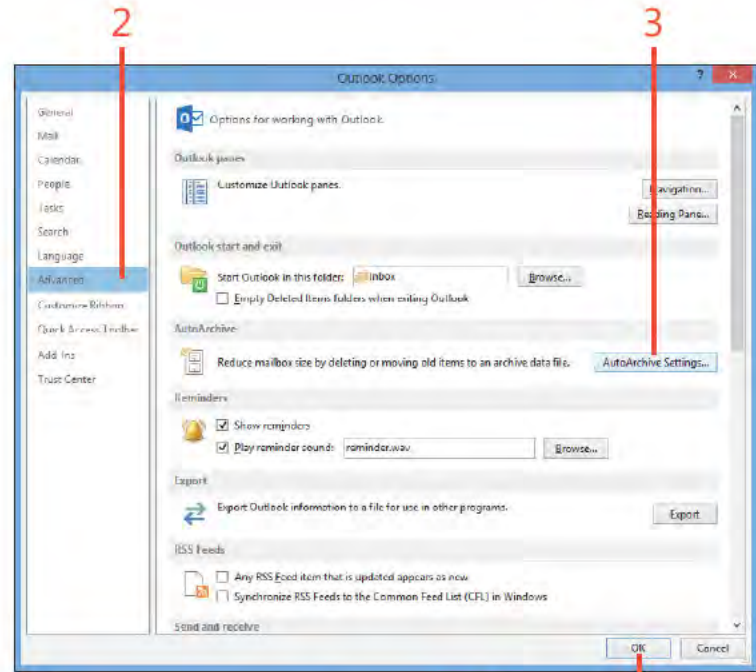 2 3
Outlook Options ?
General
Mail
Calendar
People
Tasks
Search
Language
Advanced
Customize Ribbon
Quick Access Toolbar
Add Ins
Trust Center
Options for working with Outlook.
Outlook panes
Customize Outlook panes.
Navigation...
Reading Pane...
Outlook start and exit
Start Outlook in this folder: Inbox Browse...
Empty Deleted Items folders when exiting Outlook
AutoArchive
Reduce mailbox size by deleting or moving old items to an archive data file. AutoArchive Settings...
Reminders
Show reminders
Play reminder sound: reminder.wav Browse...
Export
Export Outlook information to a file for use in other programs. Export
RSS Feeds
Any RSS Feed item that is updated appears as new
Synchronize RSS Feeds to the Common Feed List (CFL) in Windows
Send and receive
OK Cancel